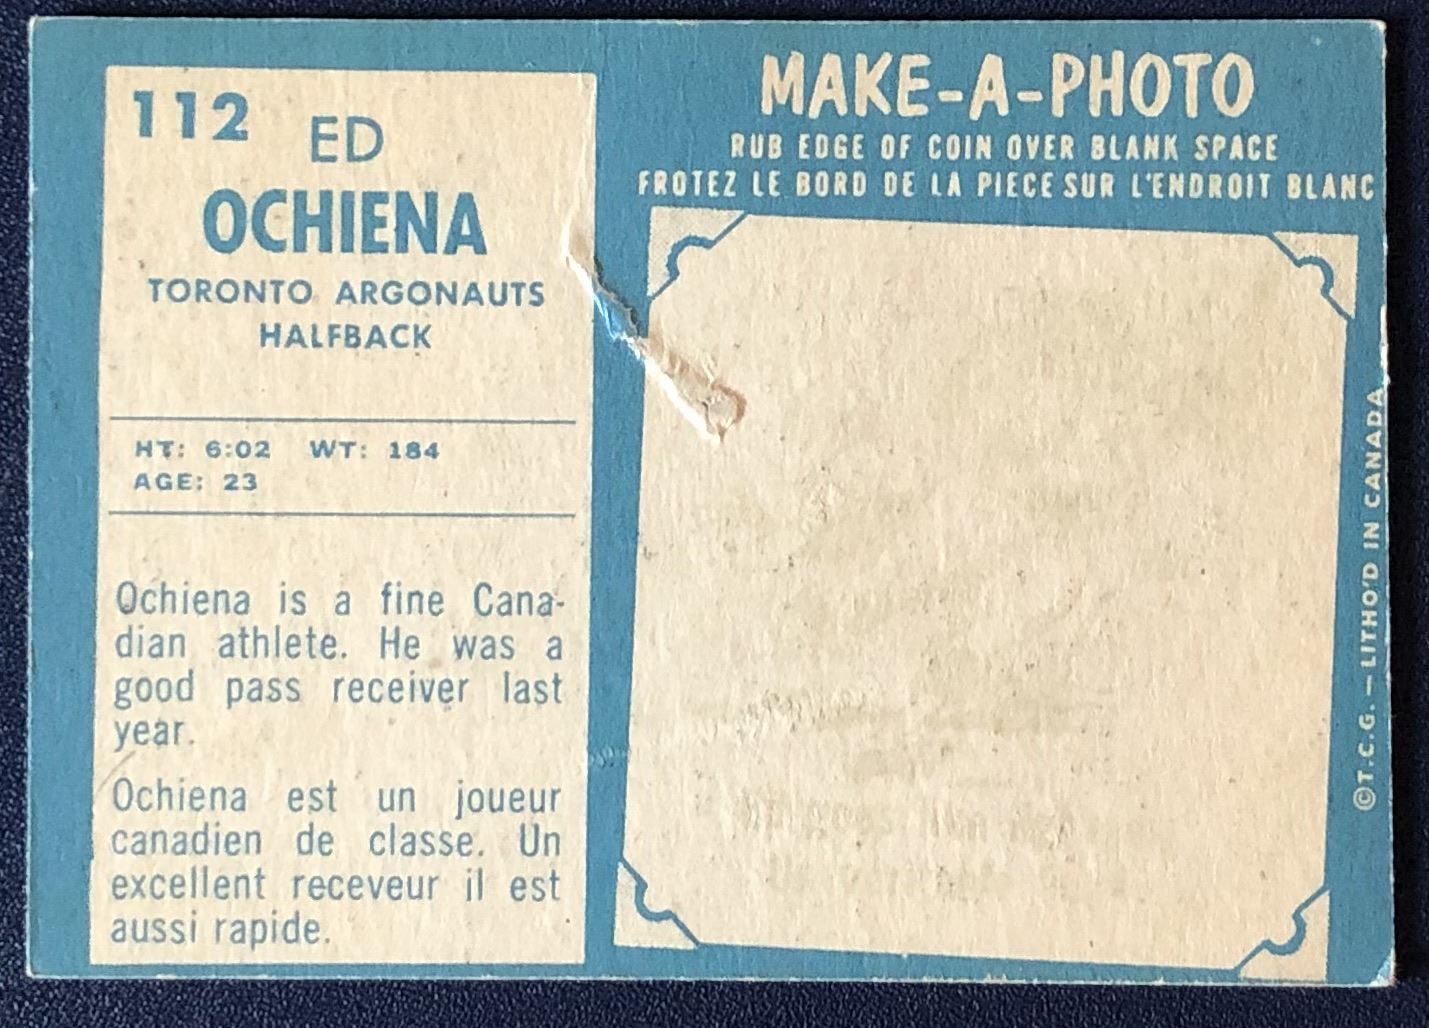 112
ED
OCHIENA
TORONTO ARGONAUTS
HALFBACK
HT: 6:02 WT: 184
AGE: 23
Ochiena is a fine Cana-
dian athlete. He was a
good pass receiver last
year.
Ochiena est un joueur
canadien de classe. Un
excellent receveur il est
aussi rapide.
MAKE-A-PHOTO
RUB EDGE OF COIN OVER BLANK SPACE
FROTEZ LE BORD DE LA PIECE SUR L'ENDROIT BLANC
©T.C.G.—LITHO'D IN CANADA